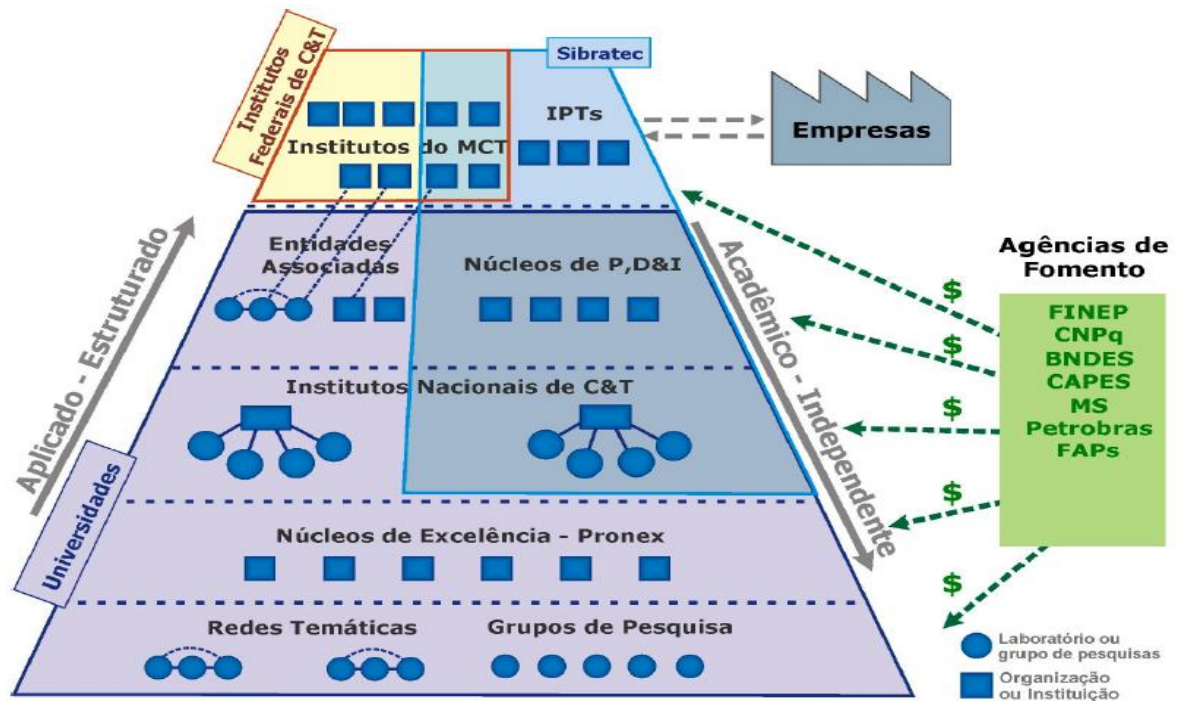 Institutos
Federais de C&T
Sibratec
IPTs
Institutos do MCT
Empresas
Entidades
Associadas
Núcleos de P,D&I
Institutos Nacionais de C&T
Núcleos de Excelência - Pronex
Redes Temáticas
Grupos de Pesquisa
Aplicado - Estruturado
Universidades
Acadêmico - Independente
Agências de
Fomento
$
$
$
$
$
FINEP
CNPq
BNDES
CAPES
MS
Petrobras
FAPs
Laboratório ou
grupo de pesquisas
Organização
ou Instituição